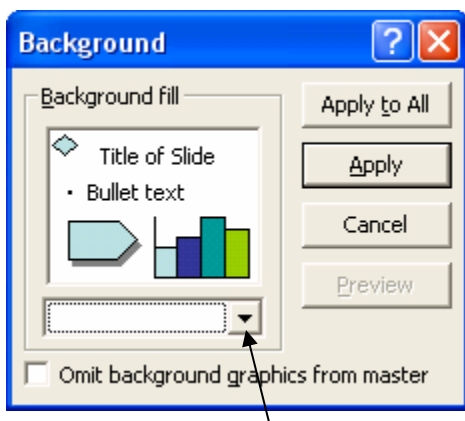 Background
?
Background fill
Title of Slide
• Bullet text
Apply to All
Apply
Cancel
Preview
Omit background graphics from master